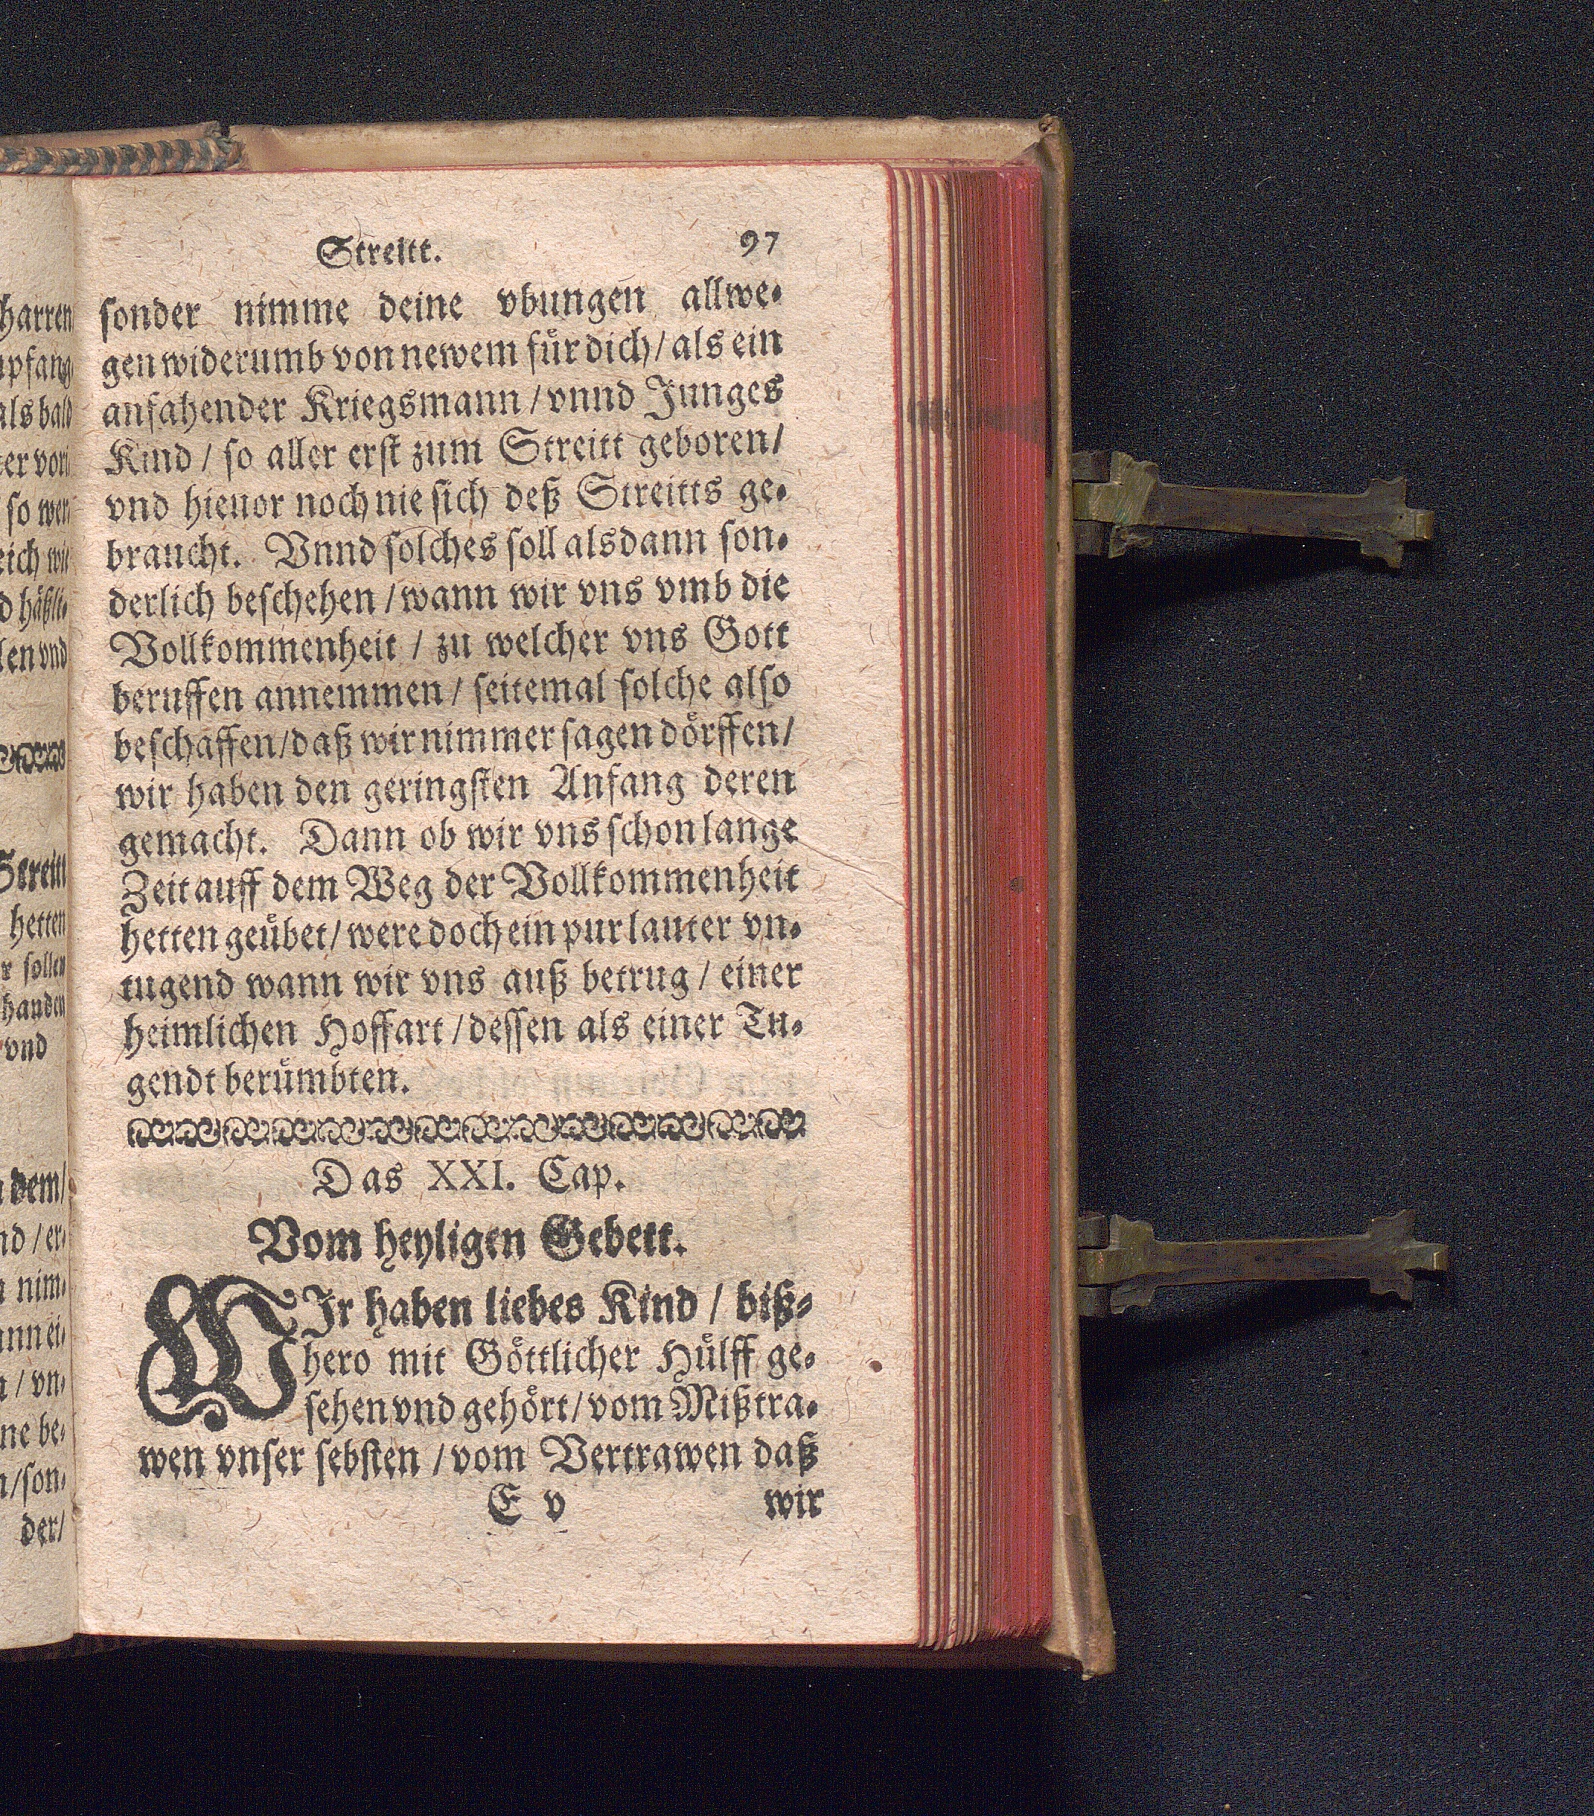 Streitt. 97
sonder nimme deine vbungen allwe-
gen widerumb von newem für dich / als ein
anfahender Kriegsmann / vnnd Junges
Kind / so aller erst zum Streitt geboren /
vnd hieuor noch nie sich deß Streitts ge-
braucht. Vnnd solches soll alsdann son-
derlich beschehen / wann wir vns vmb die
Vollkommenheit / zu welcher vns Gott
beruffen annemmen / seitemal solche also
beschaffen / daß wir nimmer sagen dörffen /
wir haben den geringsten Anfang deren
gemacht. Dann ob wir vns schon lange
Zeit auff dem Weg der Vollkommenheit
hetten geübet / were doch ein pur lauter vn-
tugend wann wir vns auß betrug / einer
heimlichen Hoffart / dessen als einer Tu-
gendt berümbten.
Das XXI. Cap.
Vom heyligen Gebett.
WIr haben liebes Kind / biß-
hero mit Göttlicher Hülff ge-
sehen vnd gehört / vom Mißtra-
wen vnser sebsten / vom Vertrawen daß
E v wir